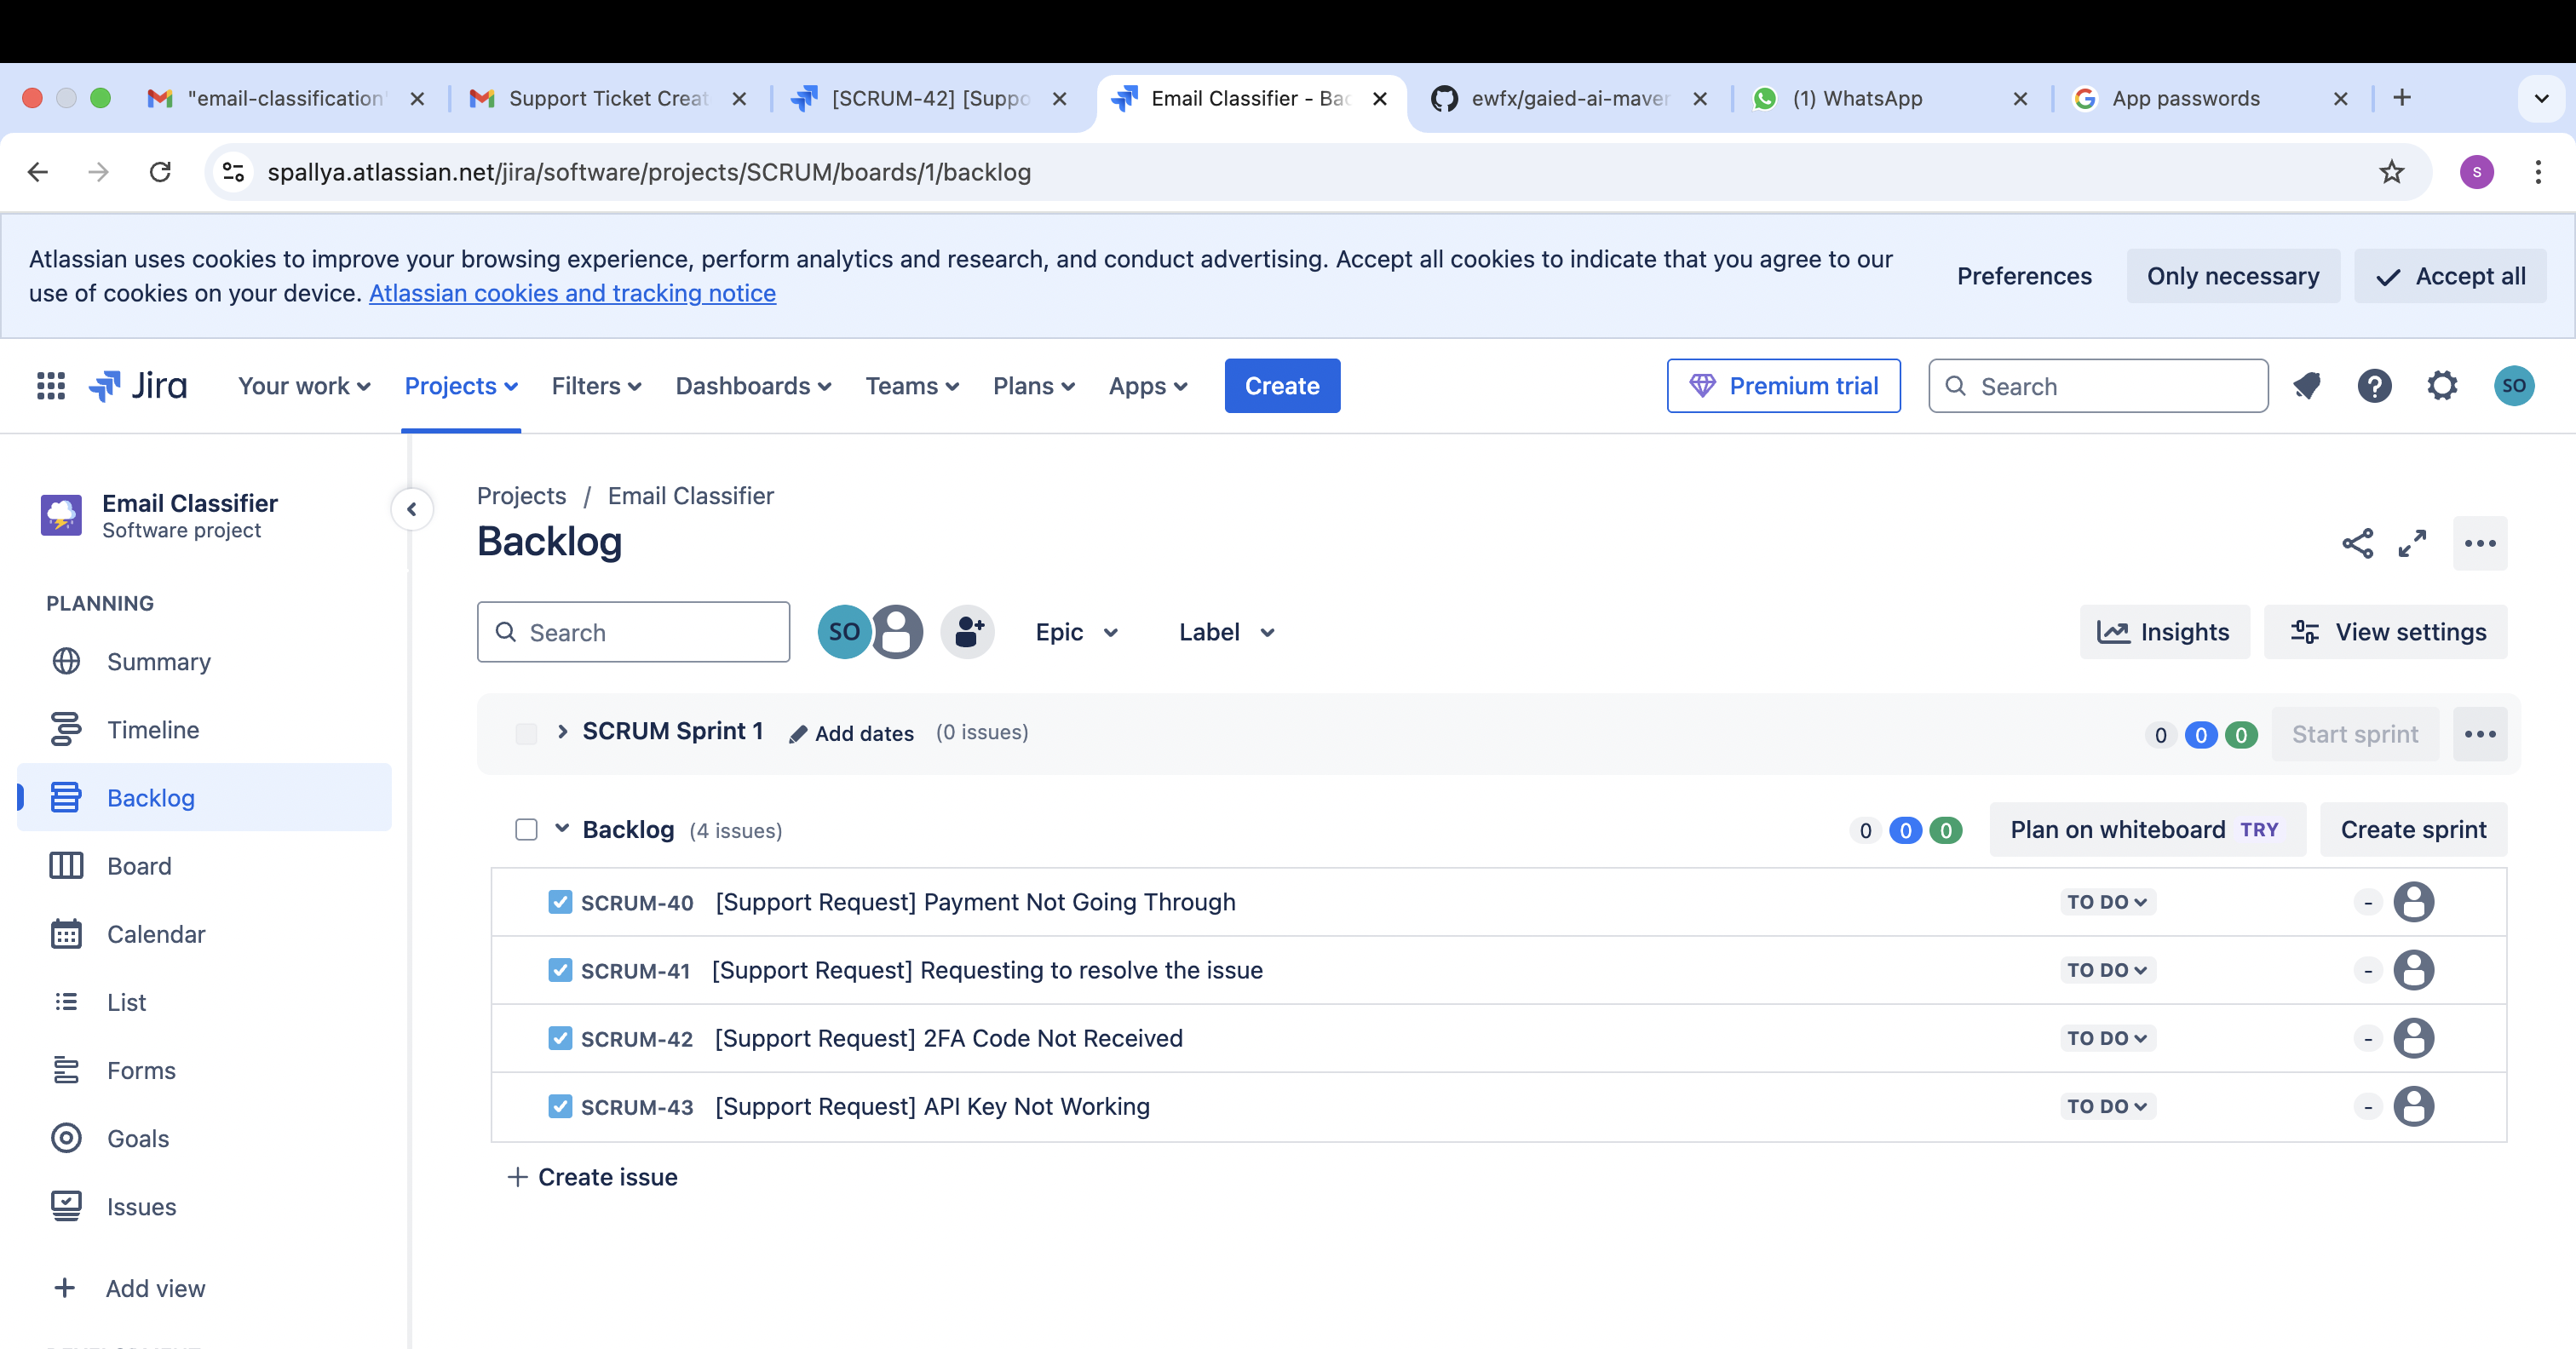 "email-classification"
Support Ticket Creat
[SCRUM-42] [Suppo
Email Classifier - Bac
ewfx/gaied-ai-maver
(1) WhatsApp
App passwords
spallya.atlassian.net/jira/software/projects/SCRUM/boards/1/backlog
S
Atlassian uses cookies to improve your browsing experience, perform analytics and research, and conduct advertising. Accept all cookies to indicate that you agree to our
use of cookies on your device. Atlassian cookies and tracking notice
Preferences
Only necessary
Accept all
Jira
Your work
Projects
Filters
Dashboards
Teams
Plans
Apps
Create
Premium trial
Search
SO
Email Classifier
Software project
PLANNING
Summary
Timeline
Backlog
Board
Calendar
List
Forms
Goals
Issues
Add view
Projects / Email Classifier
Backlog
Search
SO
Epic
Label
Insights
View settings
SCRUM Sprint 1 Add dates (0 issues)
0 0 0
Start sprint
Backlog (4 issues)
0 0 0
Plan on whiteboard TRY
Create sprint
SCRUM-40 [Support Request] Payment Not Going Through TO DO -
SCRUM-41 [Support Request] Requesting to resolve the issue TO DO -
SCRUM-42 [Support Request] 2FA Code Not Received TO DO -
SCRUM-43 [Support Request] API Key Not Working TO DO -
+ Create issue